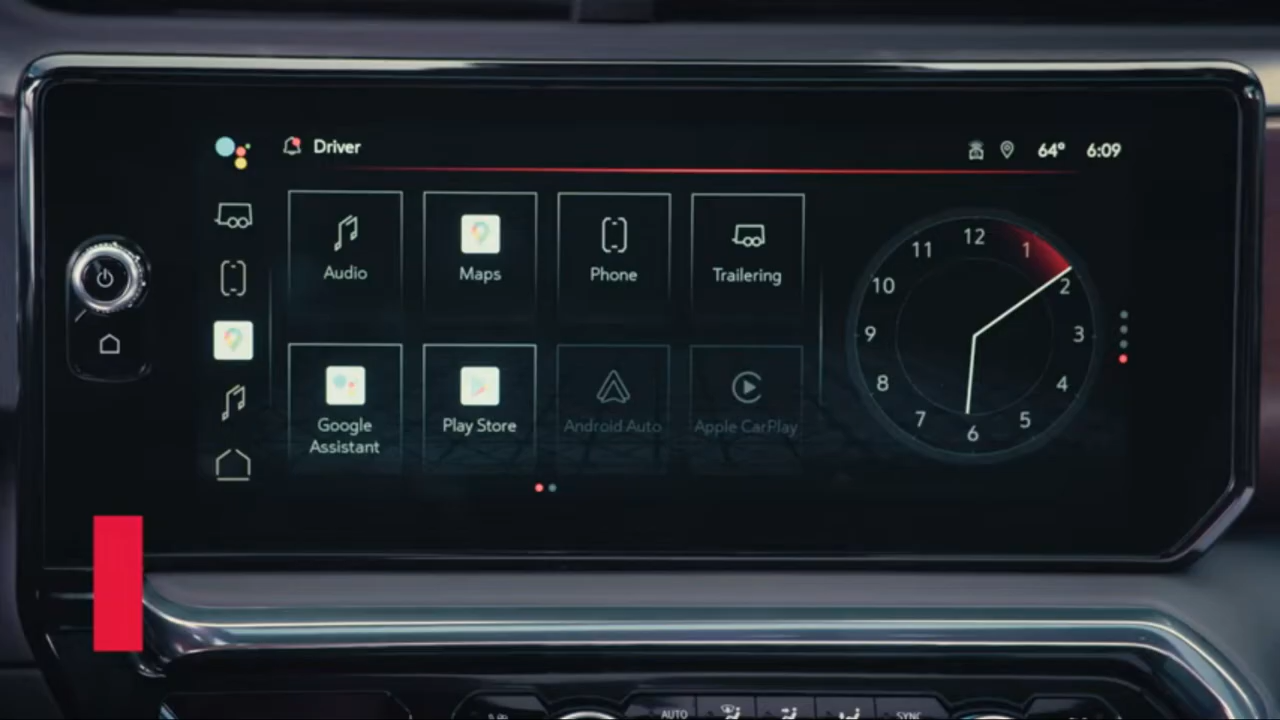 Driver
64° 6:09
Audio
Maps
Phone
Trailering
Google
Assistant
Play Store
Android Auto
Apple CarPlay
12
1
2
3
4
5
6
7
8
9
10
11
AUTO
SYNC